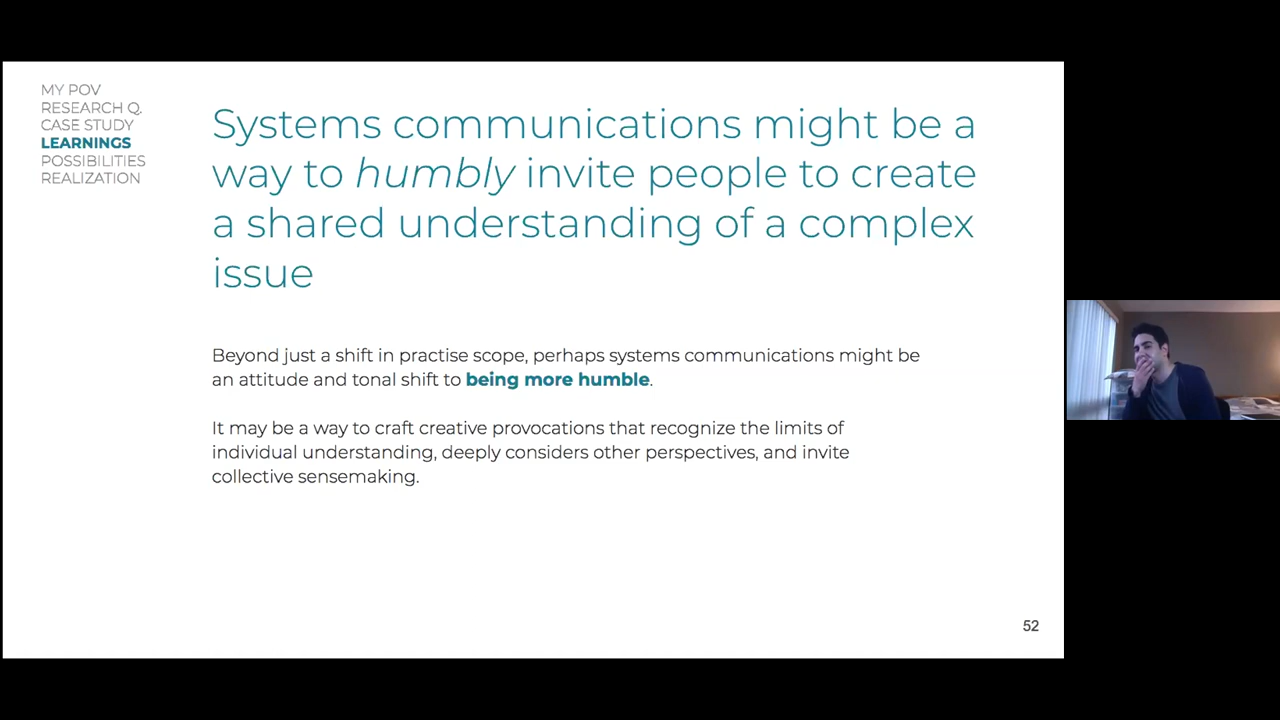 MY POV
RESEARCH Q.
CASE STUDY
LEARNINGS
POSSIBILITIES
REALIZATION
Systems communications might be a
way to humbly invite people to create
a shared understanding of a complex
issue
Beyond just a shift in practise scope, perhaps systems communications might be
an attitude and tonal shift to being more humble.
It may be a way to craft creative provocations that recognize the limits of
individual understanding, deeply considers other perspectives, and invite
collective sensemaking.
52